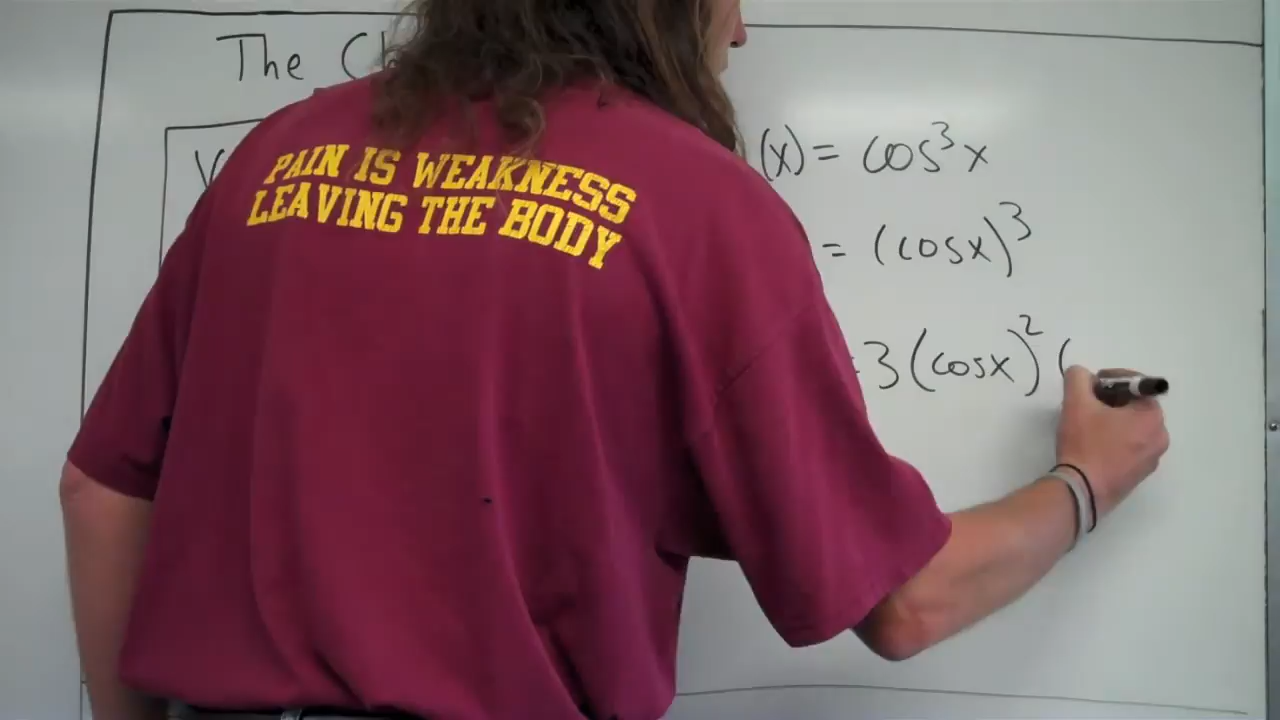 The
(x) = cos³x
= (cosx)³
3(cosx)² (
PAIN IS WEAKNESS
LEAVING THE BODY